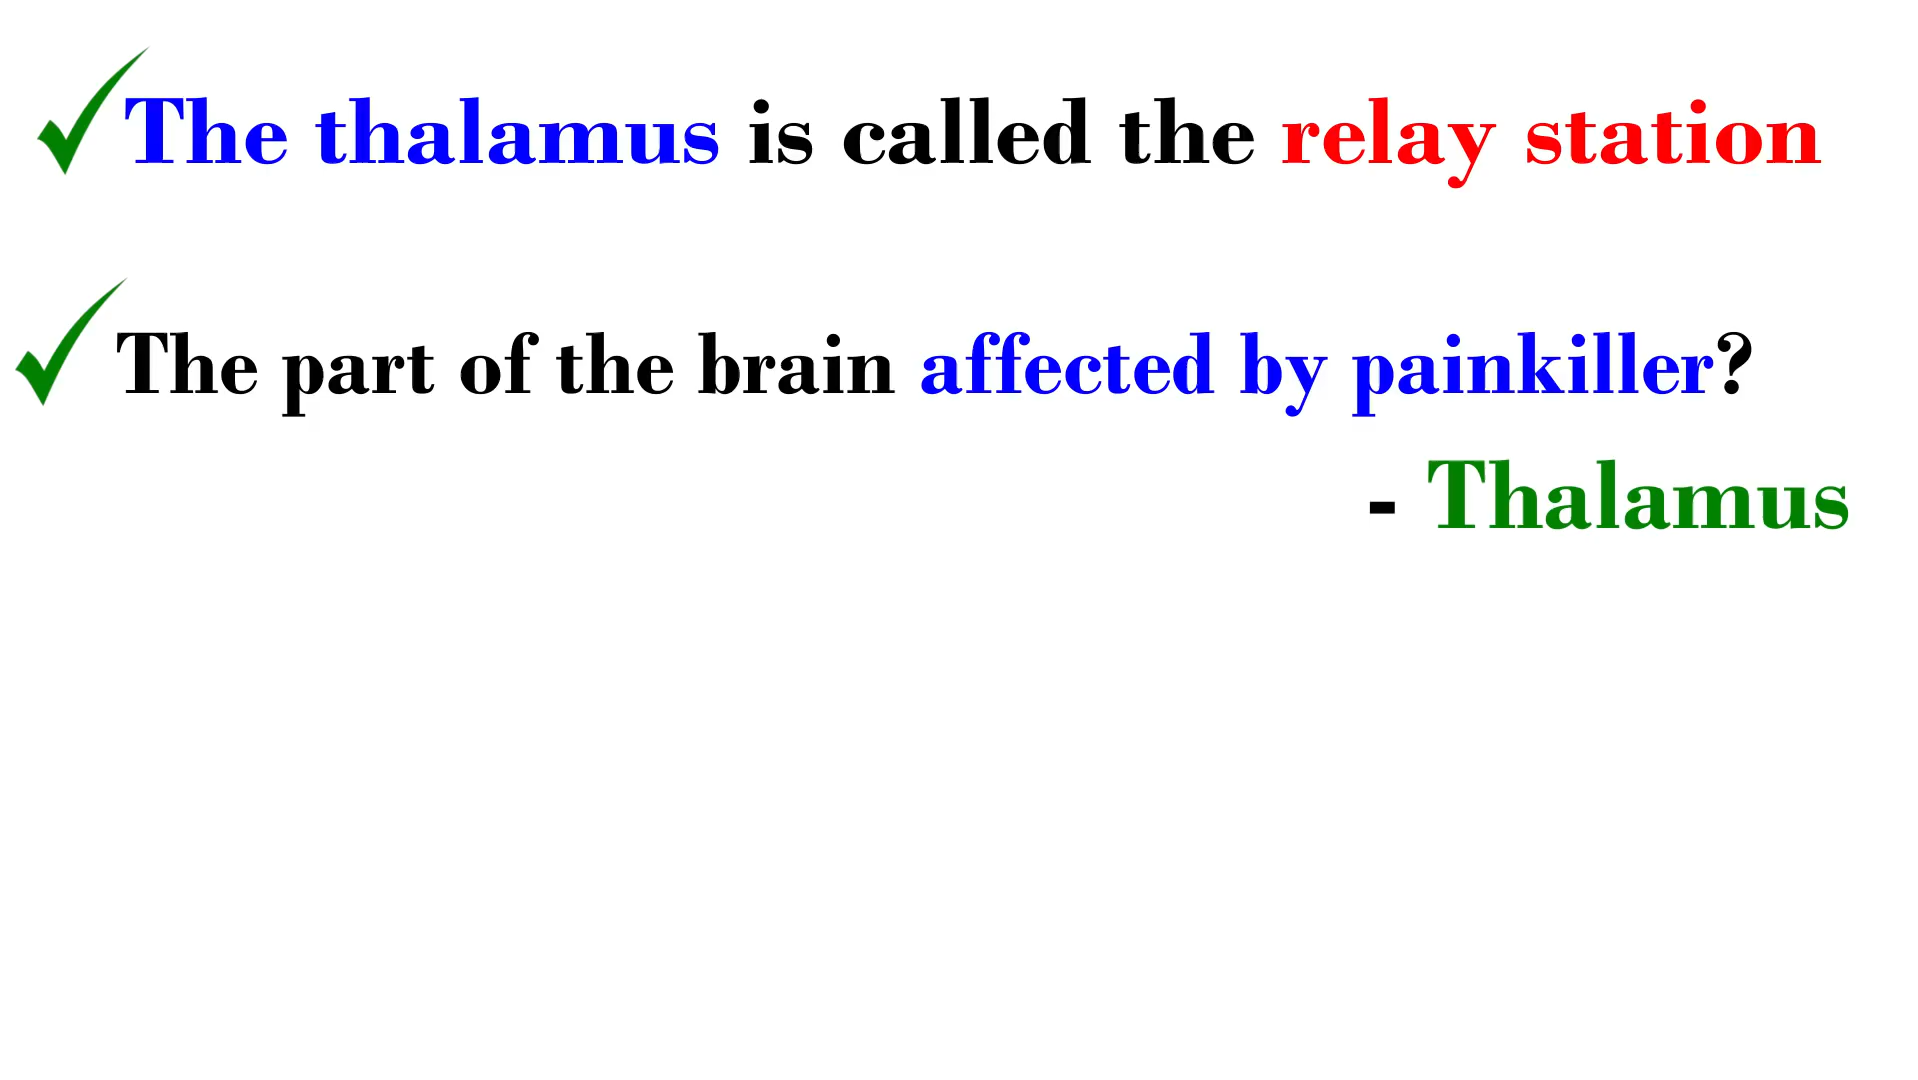 The thalamus is called the relay station
The part of the brain affected by painkiller?
- Thalamus